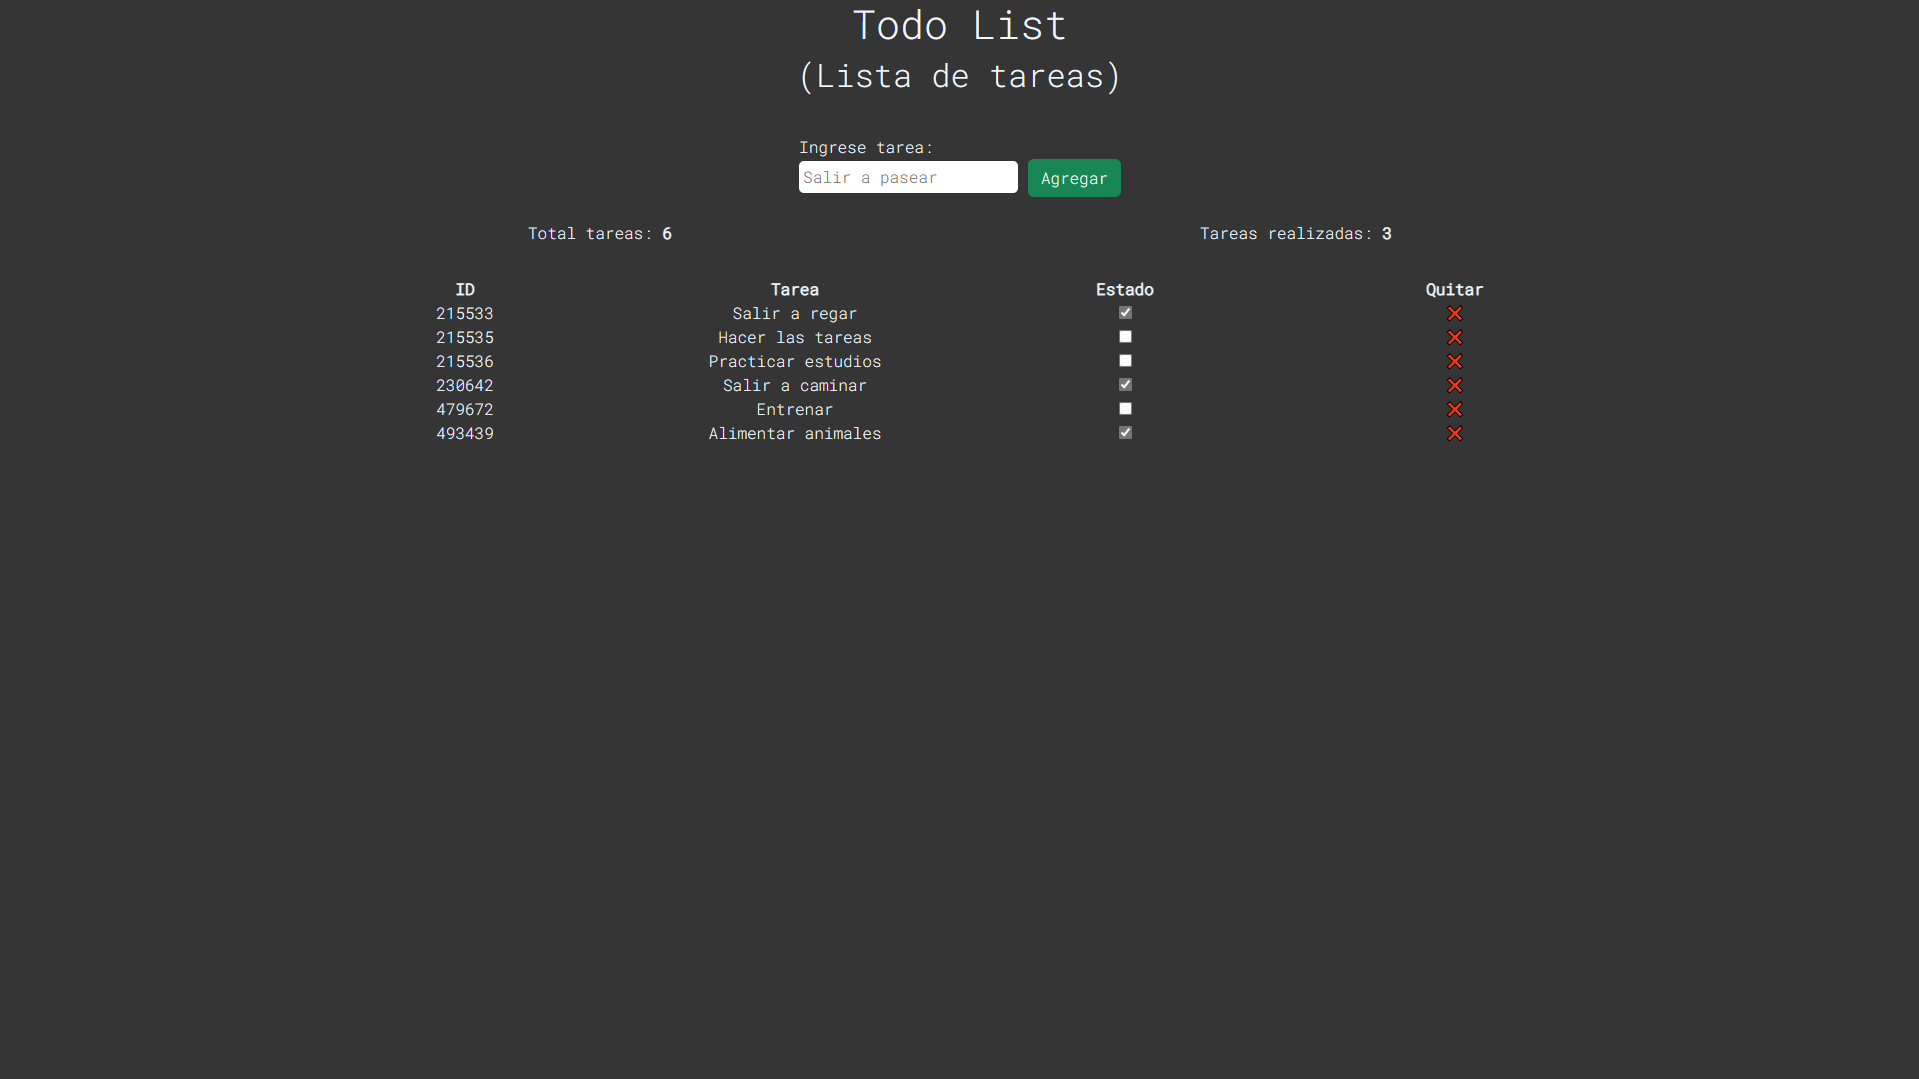 Todo List
(Lista de tareas)
Ingrese tarea:
Salir a pasear Agregar
Total tareas: 6 Tareas realizadas: 3
ID Tarea Estado Quitar
215533 Salir a regar
215535 Hacer las tareas
215536 Practicar estudios
230642 Salir a caminar
479672 Entrenar
493439 Alimentar animales